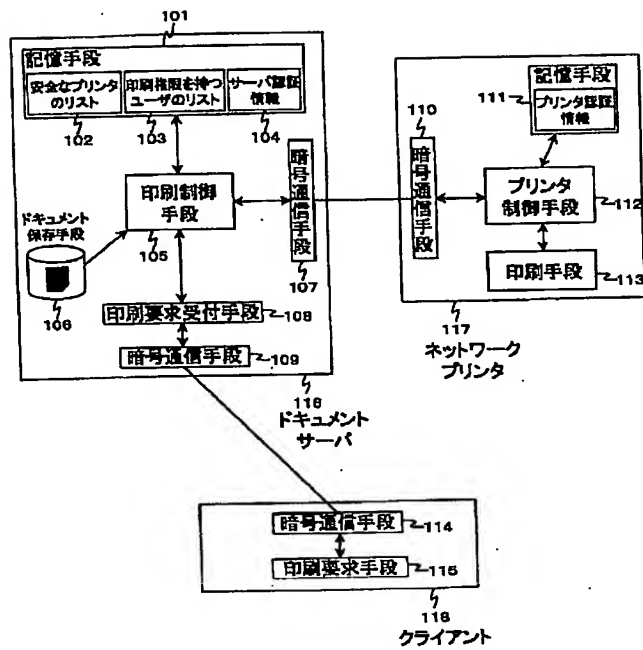 101
記憶手段
安全なプリンタ
のリスト
印刷権限を持つ
ユーザのリスト
サーバ認証
情報
102
103
104
印刷制御
手段
105
暗号通信手段
107
ドキュメント
保存手段
106
印刷要求受付手段
108
暗号通信手段
109
116
ドキュメント
サーバ
110
暗号通信手段
記憶手段
111
プリンタ認証
情報
プリンタ
制御手段
112
印刷手段
113
117
ネットワーク
プリンタ
暗号通信手段
114
印刷要求手段
115
118
クライアント